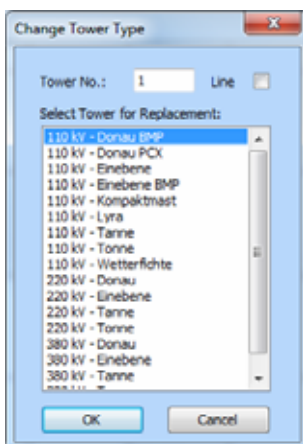 Change Tower Type
Tower No.: 1 Line
Select Tower for Replacement:
110 kV - Donau BMP
110 kV - Donau PCX
110 kV - Einebene
110 kV - Einebene BMP
110 kV - Kompaktmast
110 kV - Lyra
110 kV - Tanne
110 kV - Tonne
110 kV - Wetterfichte
220 kV - Donau
220 kV - Einebene
220 kV - Tanne
220 kV - Tonne
380 kV - Donau
380 kV - Einebene
380 kV - Tanne
OK Cancel